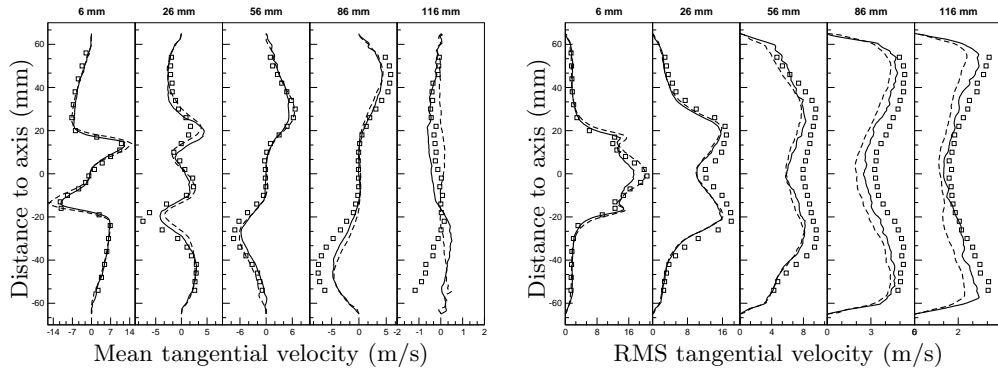 6 mm 26 mm 56 mm 86 mm 116 mm
60
40
20
0
-20
-40
-60
-14 -7 0 7 14 0 5 -6 0 6 -5 0 5 -2 -1 0 1 2
Distance to axis (mm)
Mean tangential velocity (m/s)
6 mm 26 mm 56 mm 86 mm 116 mm
60
40
20
0
-20
-40
-60
0 8 16 0 8 16 0 4 8 0 3 6 0 2
Distance to axis (mm)
RMS tangential velocity (m/s)